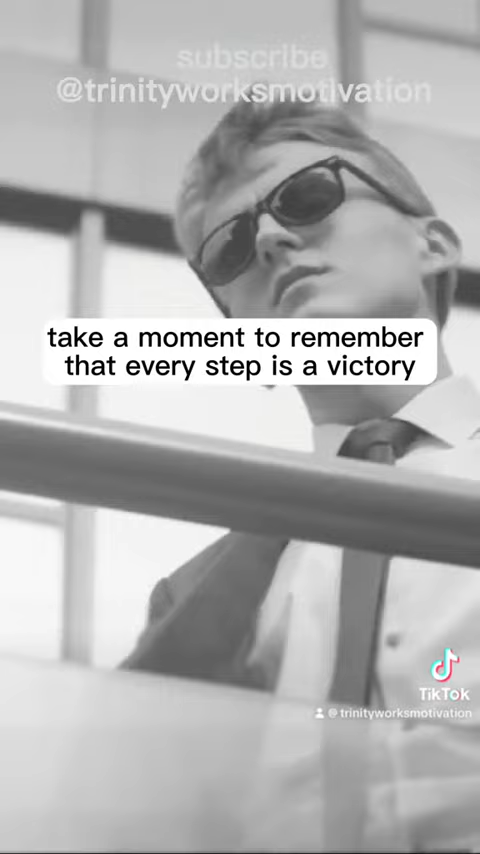 subscribe
@trinityworksmotivation
take a moment to remember
that every step is a victory
TikTok
@trinityworksmotivation